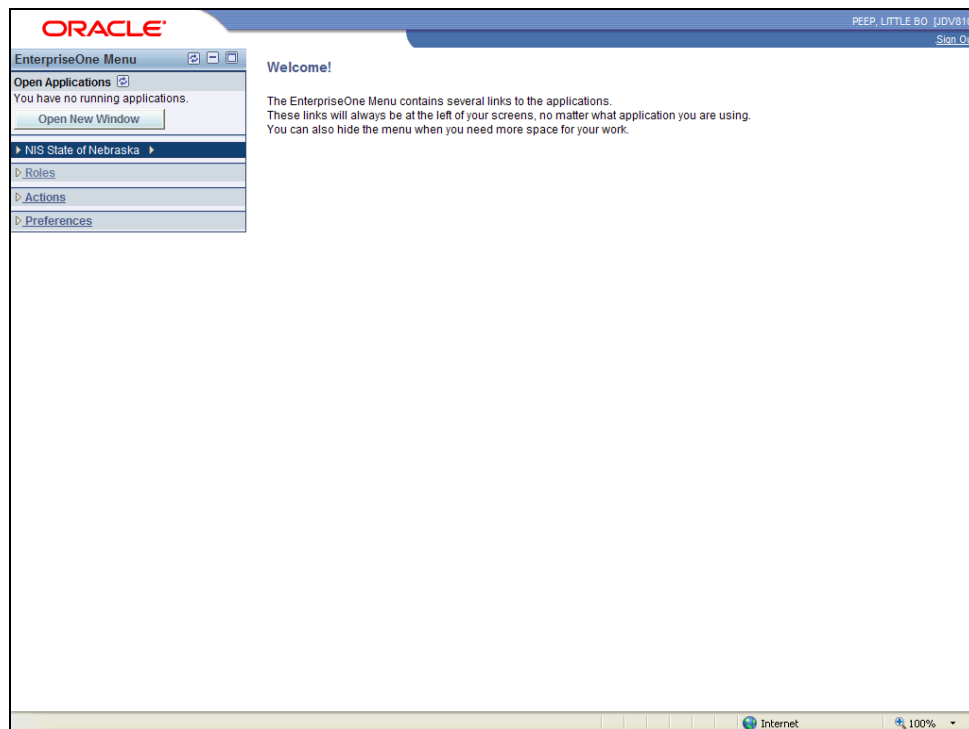 ORACLE
PEEP, LITTLE BO [JDV810
Sign Ou
EnterpriseOne Menu
Open Applications
You have no running applications.
Open New Window
NIS State of Nebraska
Roles
Actions
Preferences
Welcome!
The EnterpriseOne Menu contains several links to the applications.
These links will always be at the left of your screens, no matter what application you are using.
You can also hide the menu when you need more space for your work.
Internet
100%